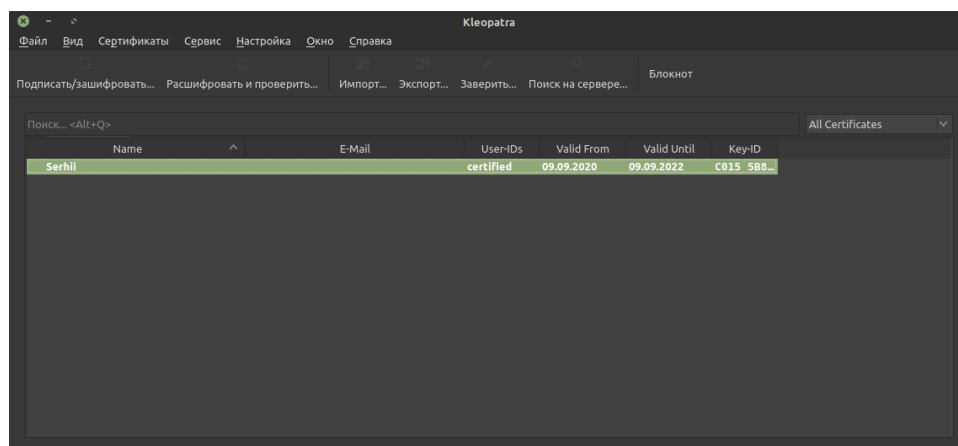 Kleopatra
Файл Вид Сертификаты Сервис Настройка Окно Справка
Подписать/зашифровать... Расшифровать и проверить... Импорт... Экспорт... Заверить... Поиск на сервере... Блокнот
Поиск... <Alt+Q> All Certificates
Name E-Mail User-IDs Valid From Valid Until Key-ID
Serhii certified 09.09.2020 09.09.2022 C015 5B8...